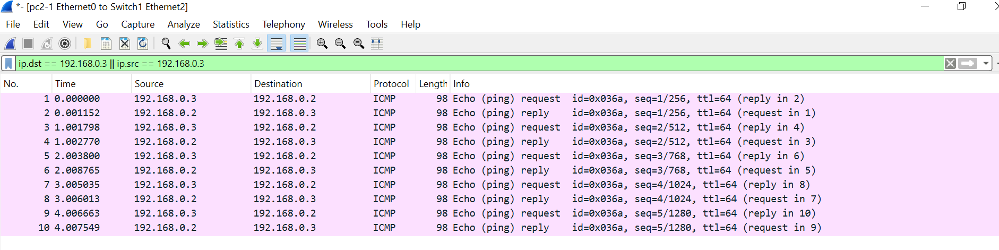 *- [pc2-1 Ethernet0 to Switch1 Ethernet2]
File Edit View Go Capture Analyze Statistics Telephony Wireless Tools Help
ip.dst == 192.168.0.3 || ip.src == 192.168.0.3
No. Time Source Destination Protocol Length Info
1 0.000000 192.168.0.3 192.168.0.2 ICMP 98 Echo (ping) request id=0x036a, seq=1/256, ttl=64 (reply in 2)
2 0.001152 192.168.0.2 192.168.0.3 ICMP 98 Echo (ping) reply id=0x036a, seq=1/256, ttl=64 (request in 1)
3 1.001798 192.168.0.3 192.168.0.2 ICMP 98 Echo (ping) request id=0x036a, seq=2/512, ttl=64 (reply in 4)
4 1.002770 192.168.0.2 192.168.0.3 ICMP 98 Echo (ping) reply id=0x036a, seq=2/512, ttl=64 (request in 3)
5 2.003800 192.168.0.3 192.168.0.2 ICMP 98 Echo (ping) request id=0x036a, seq=3/768, ttl=64 (reply in 6)
6 2.008765 192.168.0.2 192.168.0.3 ICMP 98 Echo (ping) reply id=0x036a, seq=3/768, ttl=64 (request in 5)
7 3.005035 192.168.0.3 192.168.0.2 ICMP 98 Echo (ping) request id=0x036a, seq=4/1024, ttl=64 (reply in 8)
8 3.006013 192.168.0.2 192.168.0.3 ICMP 98 Echo (ping) reply id=0x036a, seq=4/1024, ttl=64 (request in 7)
9 4.006663 192.168.0.3 192.168.0.2 ICMP 98 Echo (ping) request id=0x036a, seq=5/1280, ttl=64 (reply in 10)
10 4.007549 192.168.0.2 192.168.0.3 ICMP 98 Echo (ping) reply id=0x036a, seq=5/1280, ttl=64 (request in 9)